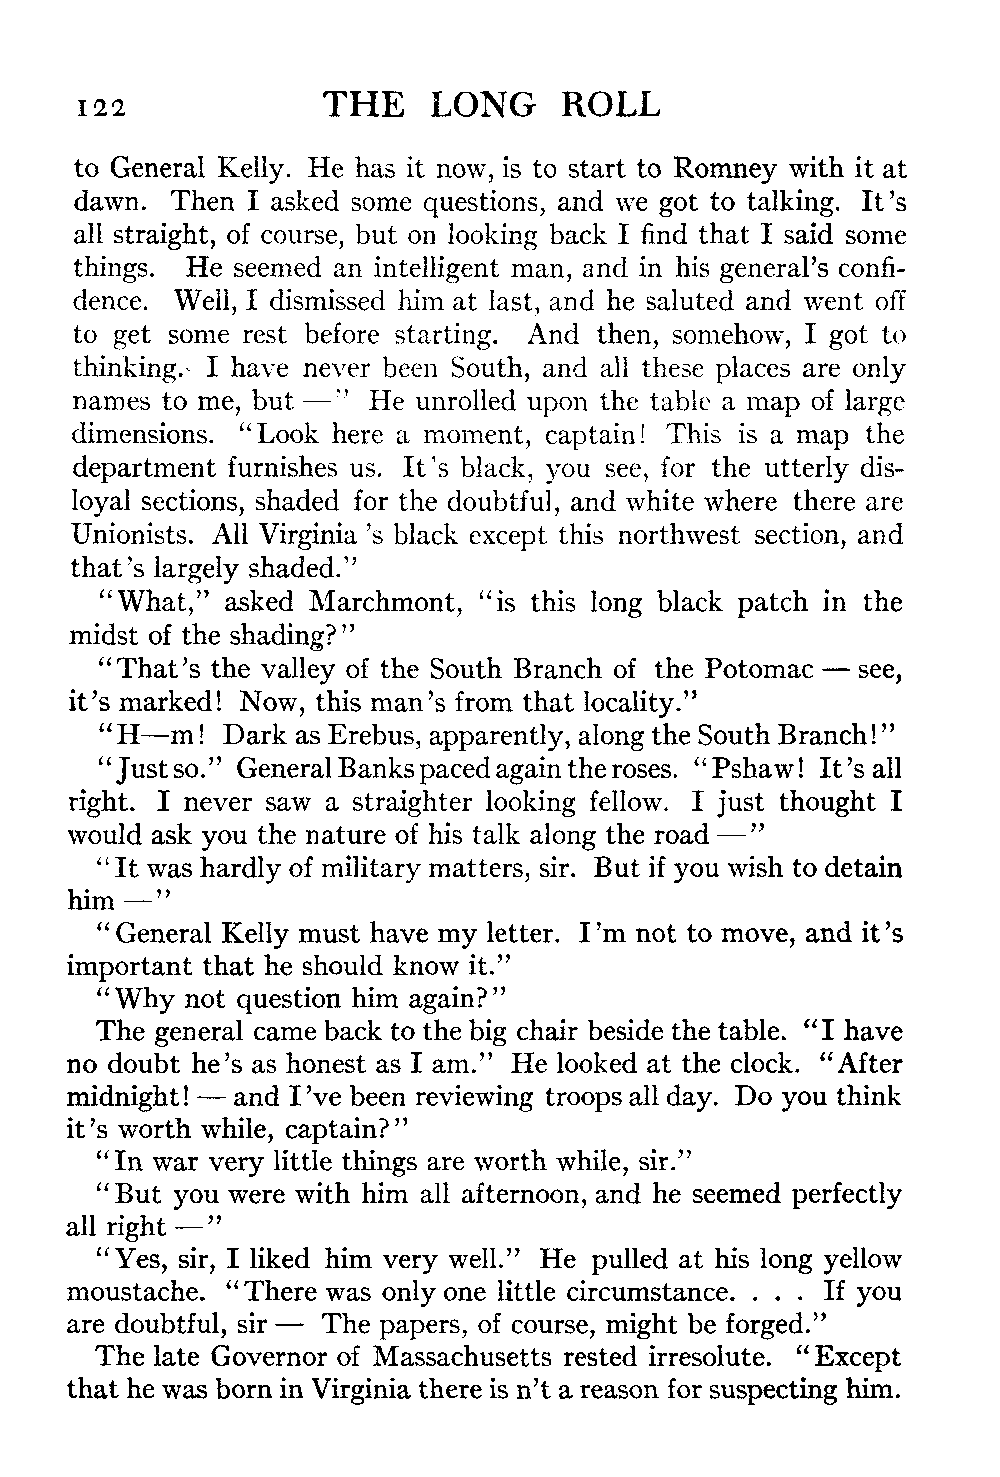 122 THE LONG ROLL
to General Kelly. He has it now, is to start to Romney with it at
dawn. Then I asked some questions, and we got to talking. It's
all straight, of course, but on looking back I find that I said some
things. He seemed an intelligent man, and in his general's confi-
dence. Well, I dismissed him at last, and he saluted and went off
to get some rest before starting. And then, somehow, I got to
thinking. I have never been South, and all these places are only
names to me, but —" He unrolled upon the table a map of large
dimensions. "Look here a moment, captain! This is a map the
department furnishes us. It's black, you see, for the utterly dis-
loyal sections, shaded for the doubtful, and white where there are
Unionists. All Virginia 's black except this northwest section, and
that's largely shaded."
"What," asked Marchmont, "is this long black patch in the
midst of the shading?"
"That's the valley of the South Branch of the Potomac — see,
it's marked! Now, this man's from that locality."
"H—m! Dark as Erebus, apparently, along the South Branch!"
"Just so." General Banks paced again the roses. "Pshaw! It's all
right. I never saw a straighter looking fellow. I just thought I
would ask you the nature of his talk along the road —"
"It was hardly of military matters, sir. But if you wish to detain
him —"
"General Kelly must have my letter. I'm not to move, and it's
important that he should know it."
"Why not question him again?"
The general came back to the big chair beside the table. "I have
no doubt he's as honest as I am." He looked at the clock. "After
midnight! — and I've been reviewing troops all day. Do you think
it's worth while, captain?"
"In war very little things are worth while, sir."
"But you were with him all afternoon, and he seemed perfectly
all right —"
"Yes, sir, I liked him very well." He pulled at his long yellow
moustache. "There was only one little circumstance. . . . If you
are doubtful, sir — The papers, of course, might be forged."
The late Governor of Massachusetts rested irresolute. "Except
that he was born in Virginia there is n't a reason for suspecting him.